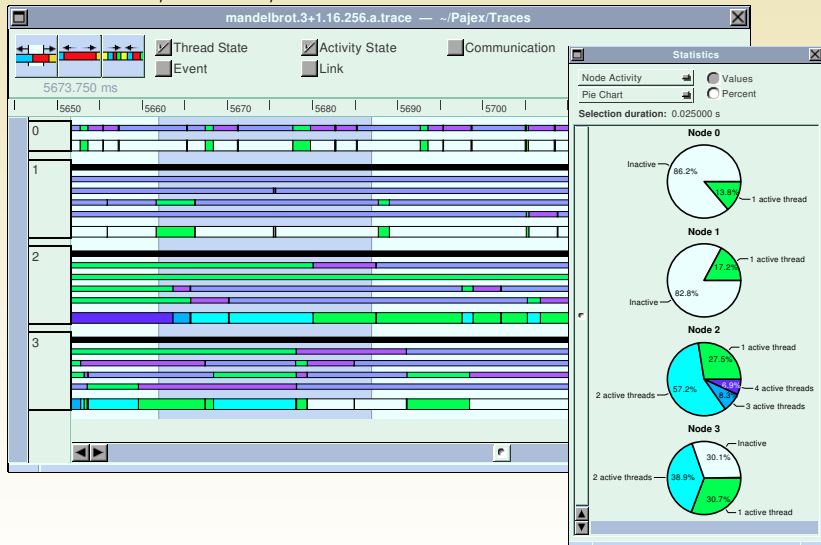 mandelbrot.3+1.16.256.a.trace — ~/Pajex/Traces
Thread State
Activity State
Communication
Event
Link
5673.750 ms
5650
5660
5670
5680
5690
5700
0
1
2
3
Statistics
Node Activity
Values
Pie Chart
Percent
Selection duration: 0.025000 s
Node 0
Inactive
86.2%
13.8%
1 active thread
Node 1
1 active thread
17.2%
82.8%
Inactive
Node 2
1 active thread
27.5%
6.9%
4 active threads
57.2%
8.3%
2 active threads
3 active threads
Node 3
Inactive
30.1%
2 active threads
38.9%
30.7%
1 active thread